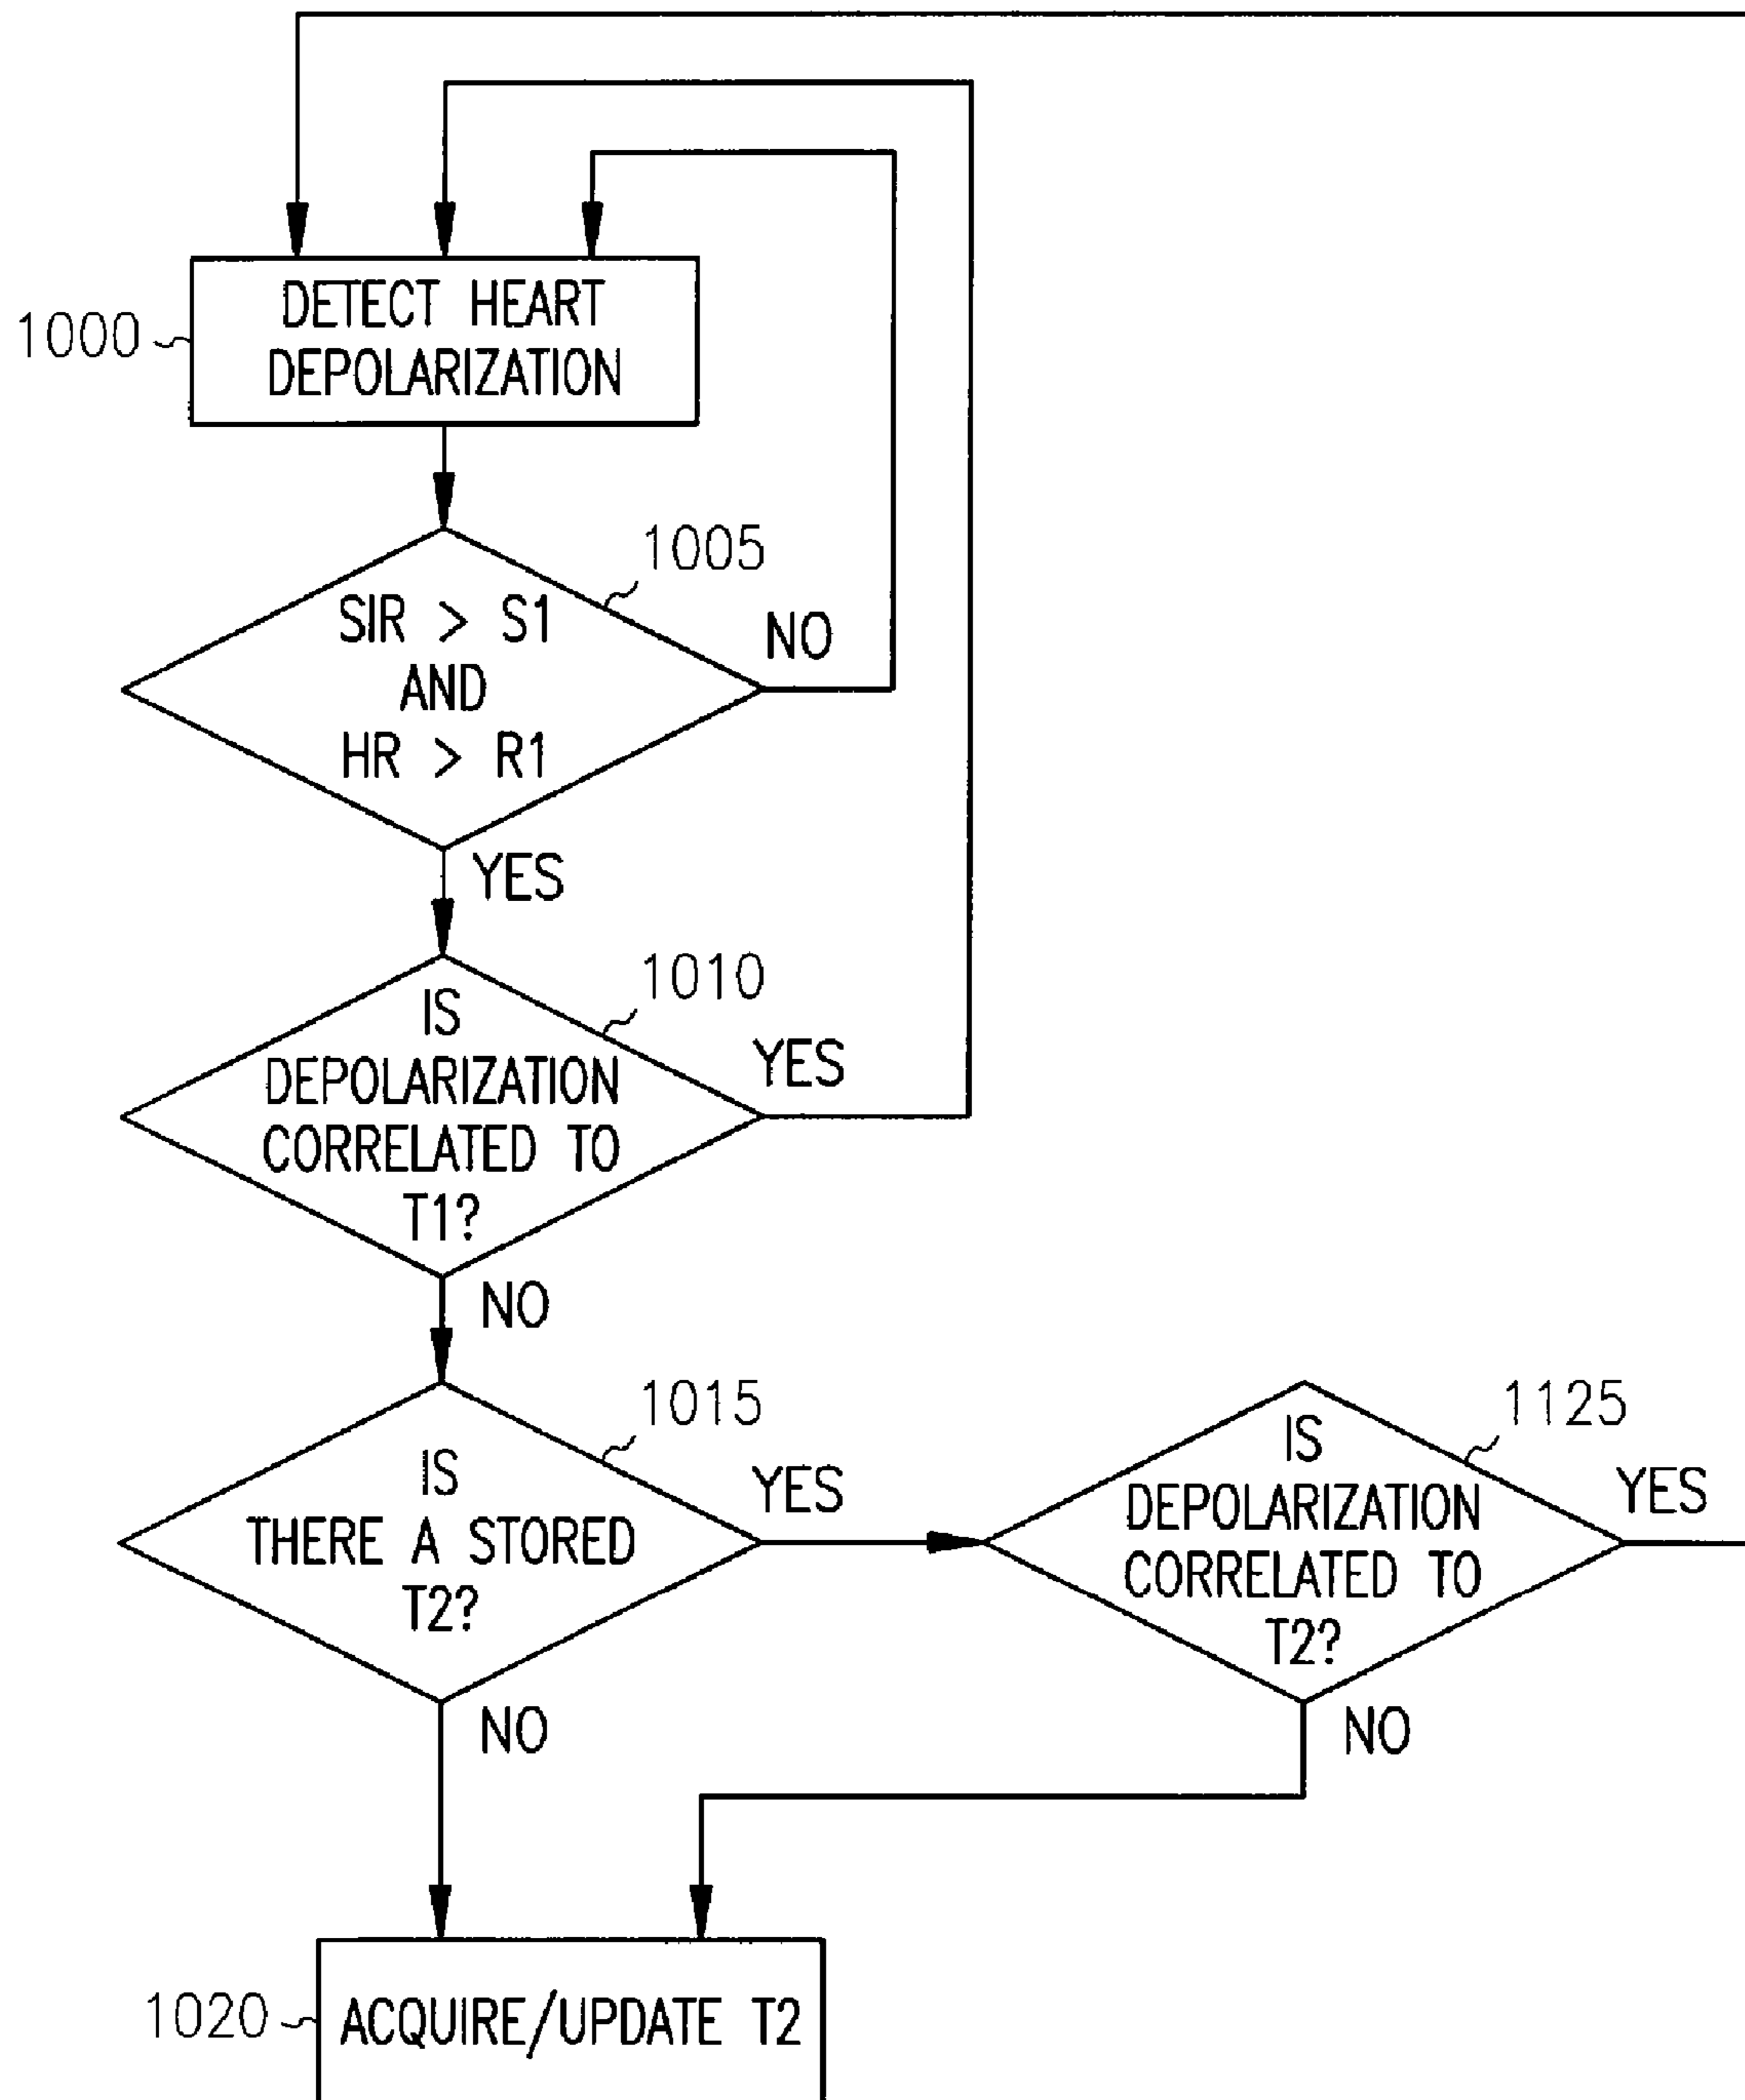 1000
DETECT HEART
DEPOLARIZATION
1005
SIR > S1
AND
HR > R1
NO
YES
1010
IS
DEPOLARIZATION
CORRELATED TO
T1?
YES
NO
1015
IS
THERE A STORED
T2?
YES
NO
1125
IS
DEPOLARIZATION
CORRELATED TO
T2?
YES
NO
1020
ACQUIRE/UPDATE T2